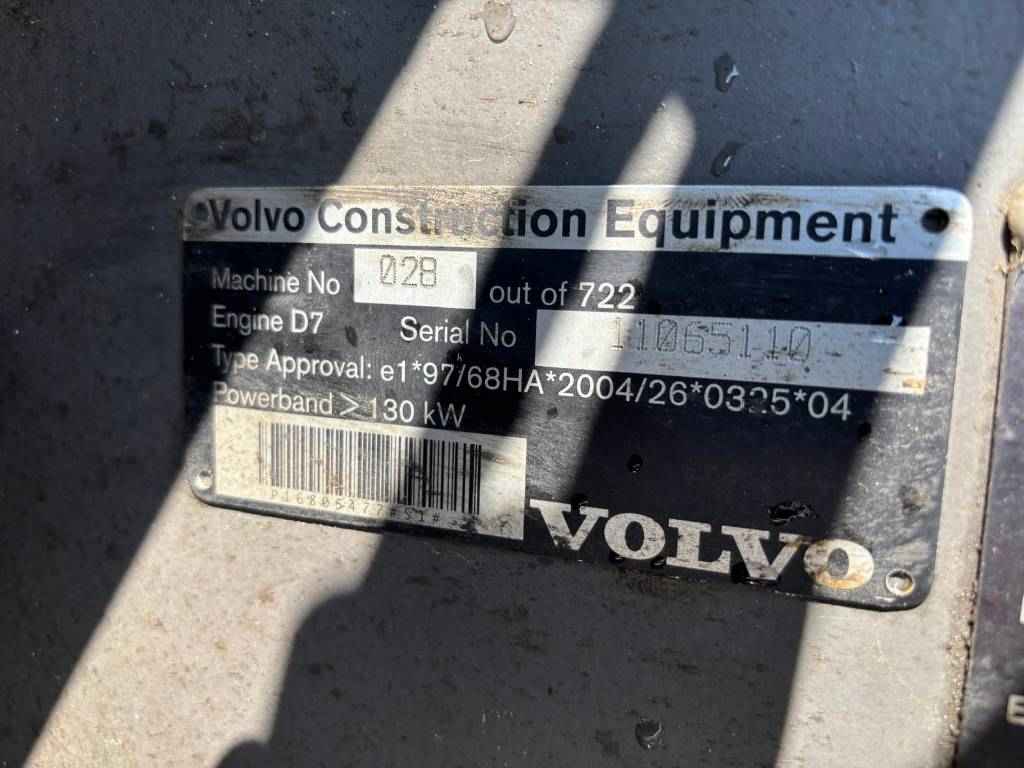 Volvo Construction Equipment
Machine No 028 out of 722
Engine D7 Serial No 11065110
Type Approval: e1*97/68HA*2004/26*0325*04
Powerband > 130 kW
VOLVO